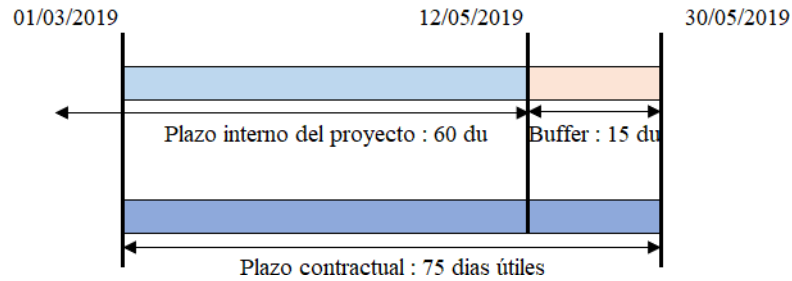 01/03/2019 12/05/2019 30/05/2019
Plazo interno del proyecto : 60 du Buffer : 15 du
Plazo contractual : 75 dias útiles